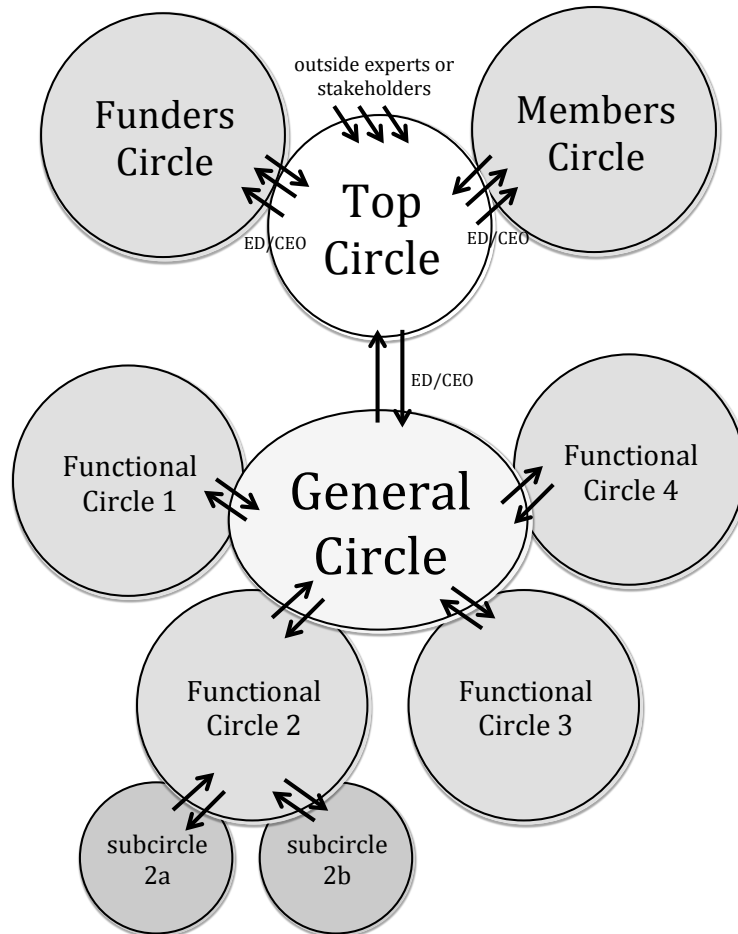 outside experts or
stakeholders
Funders
Circle
Members
Circle
Top
Circle
ED/CEO
ED/CEO
ED/CEO
Functional
Circle 1
General
Circle
Functional
Circle 4
Functional
Circle 2
Functional
Circle 3
subcircle
2a
subcircle
2b